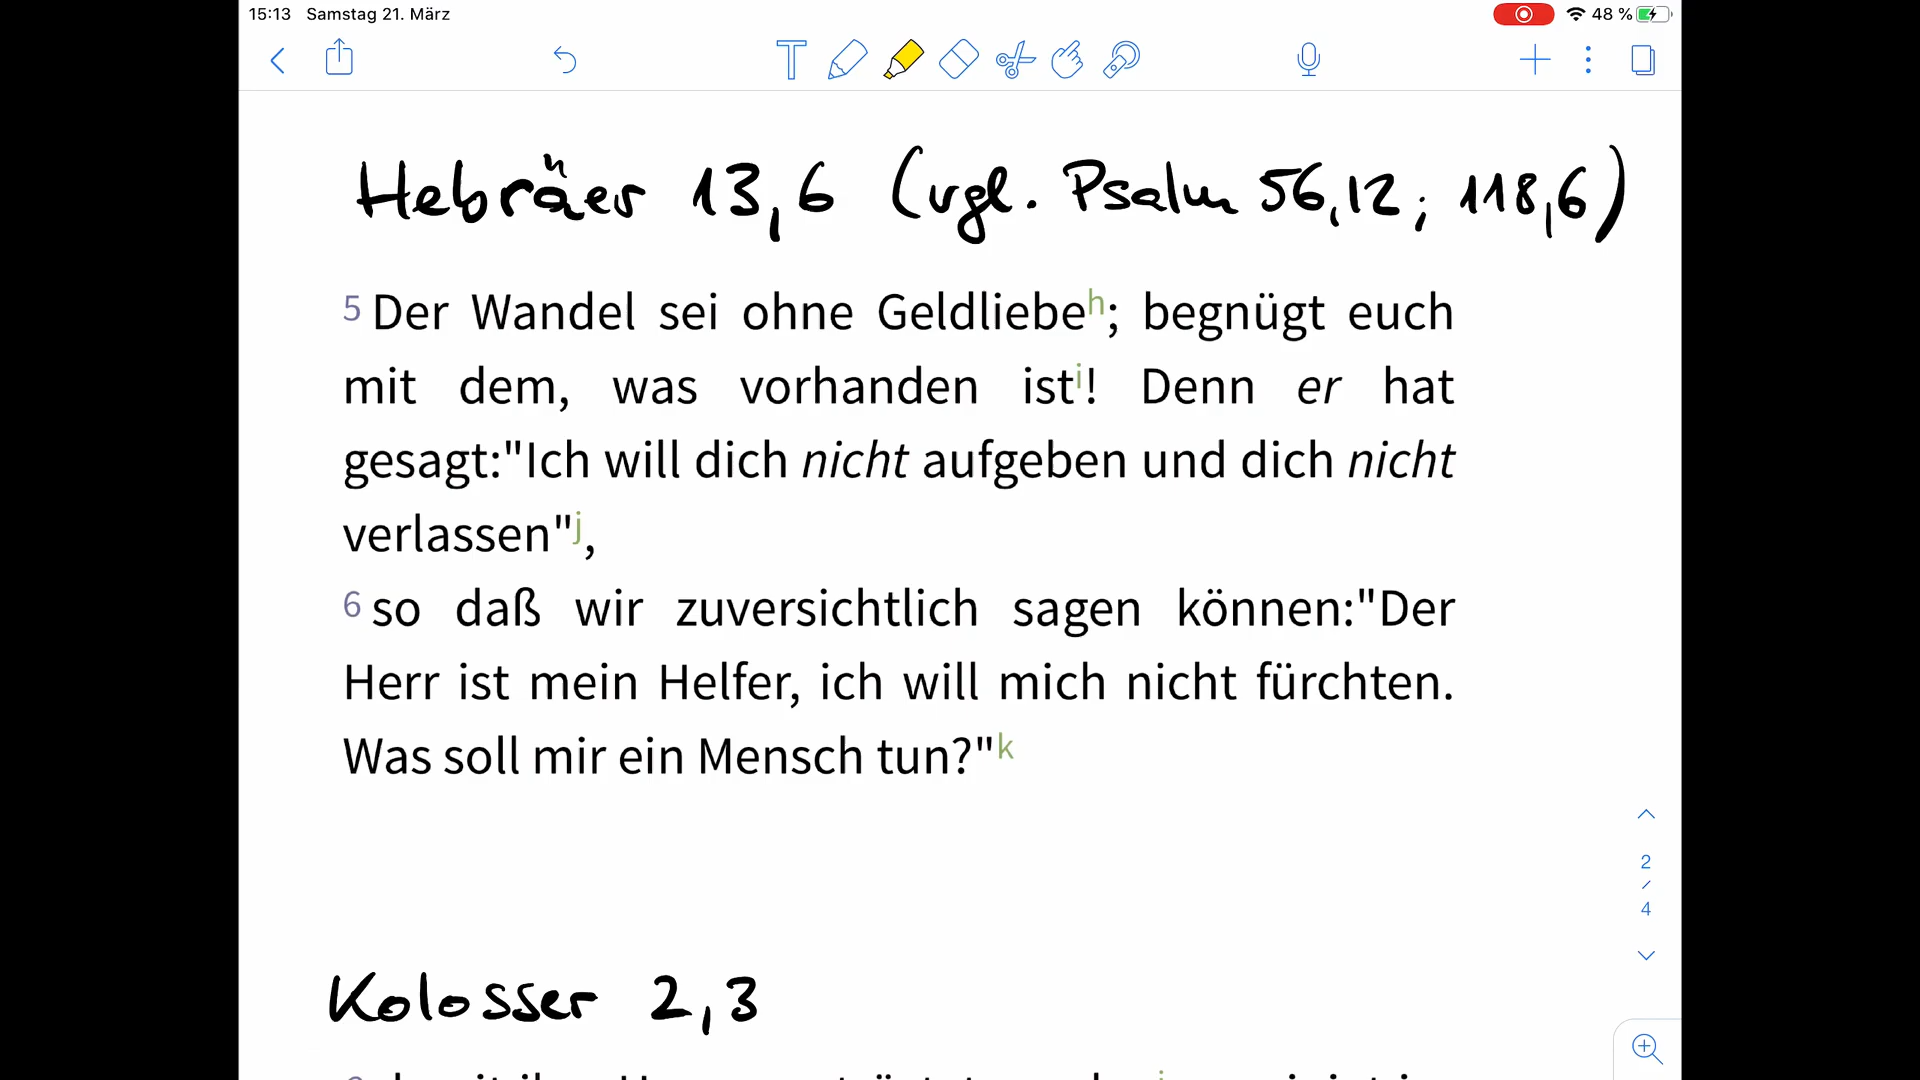 15:13 Samstag 21. März 48 %
T
Hebräer 13,6 (vgl. Psalm 56,12; 118,6)
5 Der Wandel sei ohne Geldliebeh; begnügt euch
mit dem, was vorhanden isti! Denn er hat
gesagt:"Ich will dich nicht aufgeben und dich nicht
verlassen"j,
6 so daß wir zuversichtlich sagen können:"Der
Herr ist mein Helfer, ich will mich nicht fürchten.
Was soll mir ein Mensch tun?"k
2
/
4
Kolosser 2,3